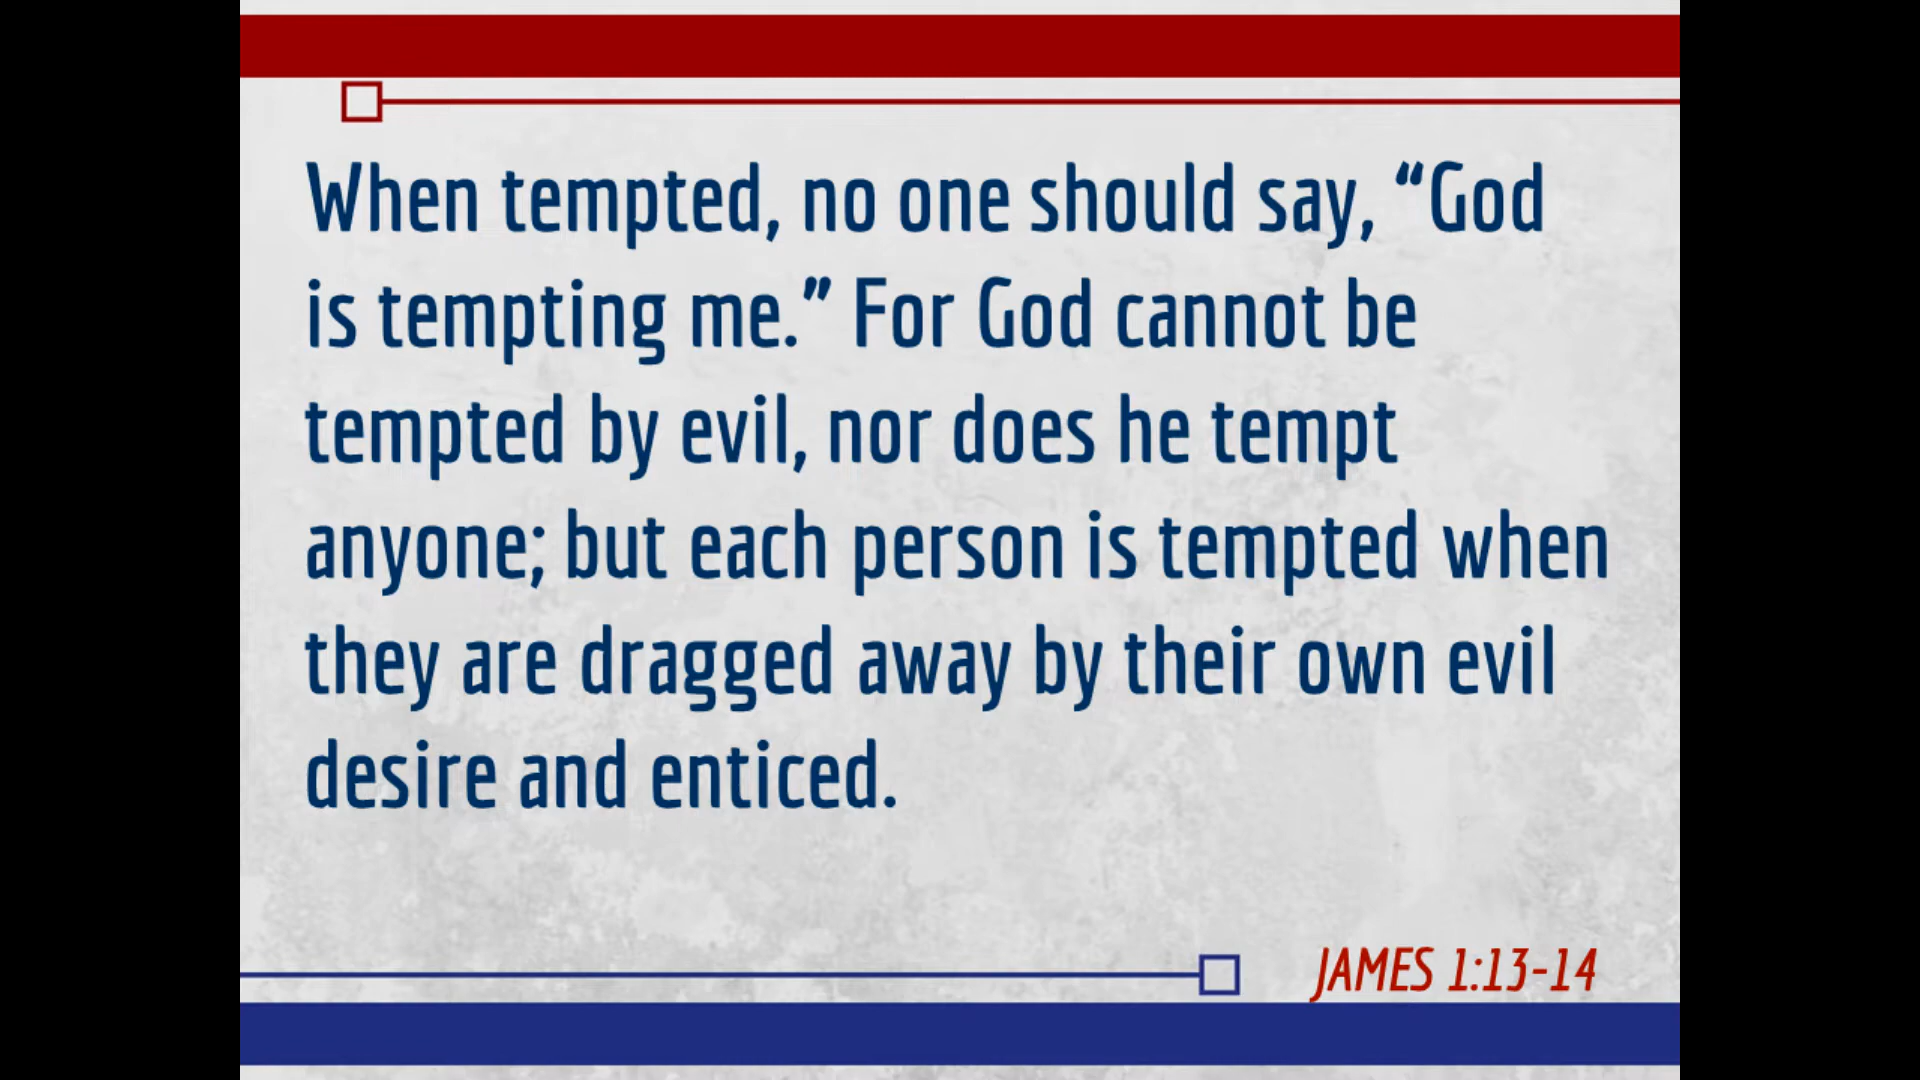 When tempted, no one should say, “God
is tempting me.” For God cannot be
tempted by evil, nor does he tempt
anyone; but each person is tempted when
they are dragged away by their own evil
desire and enticed.
JAMES 1:13-14